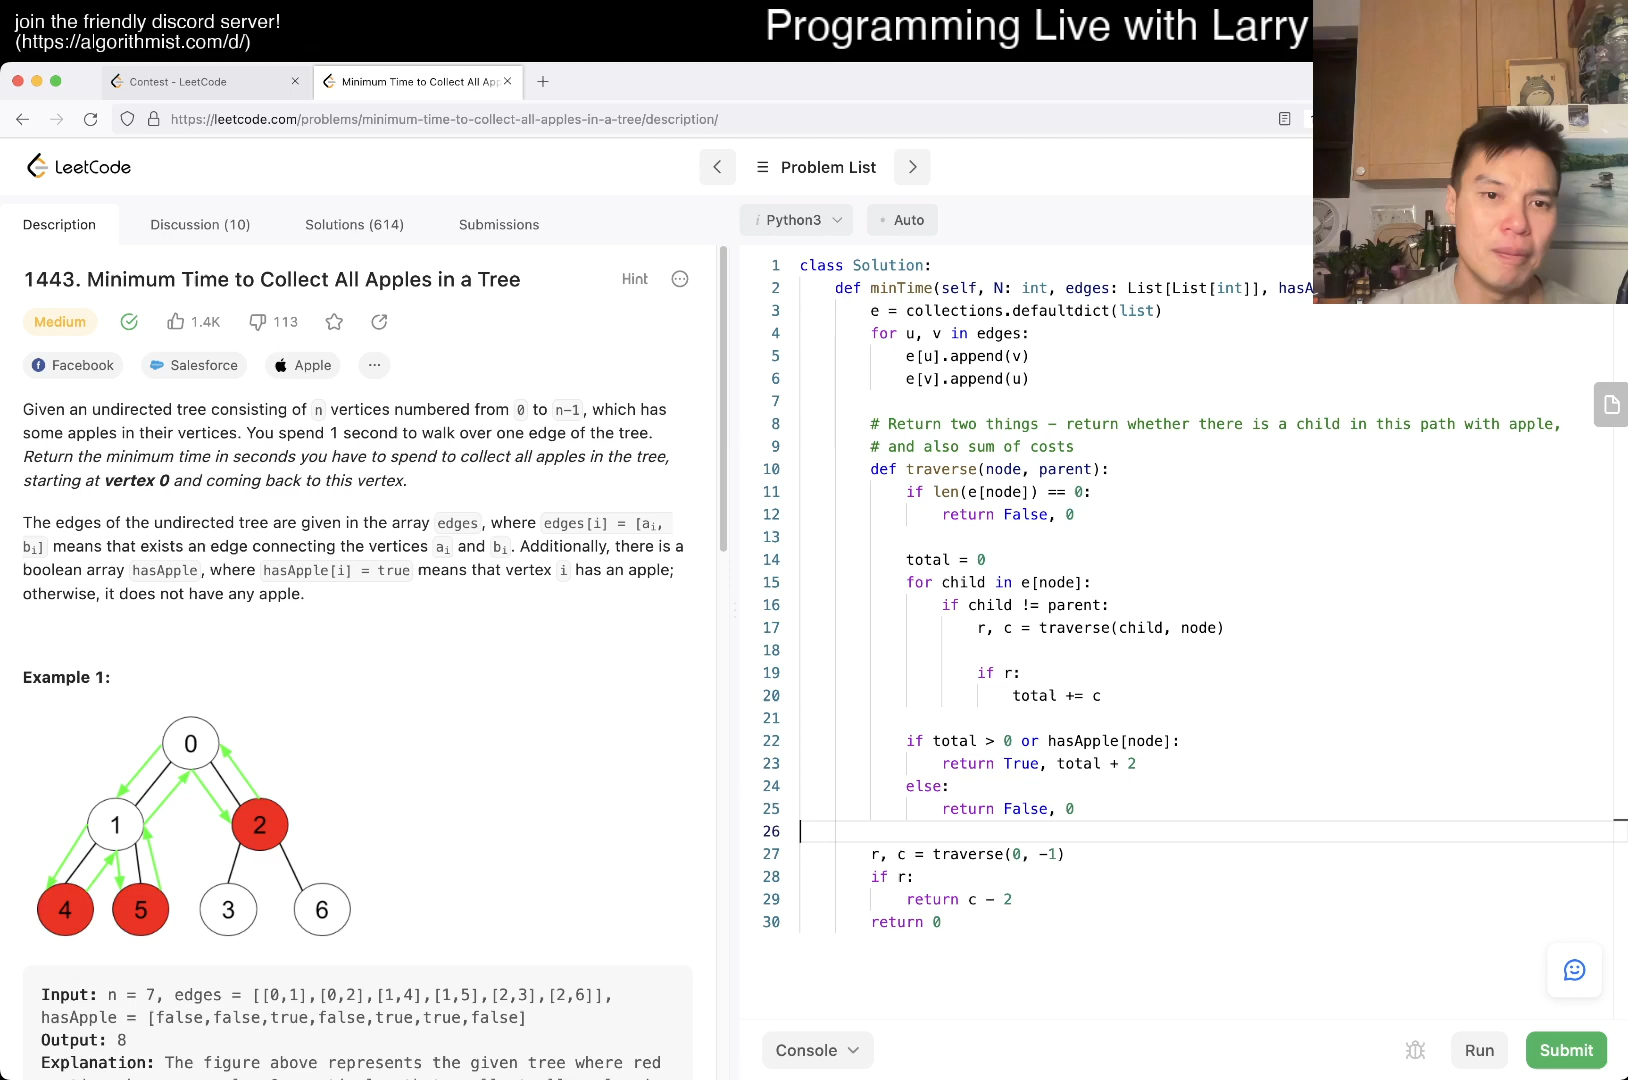 join the friendly discord server!
(https://algorithmist.com/d/)
Programming Live with Larry
Contest - LeetCode
Minimum Time to Collect All App
https://leetcode.com/problems/minimum-time-to-collect-all-apples-in-a-tree/description/
LeetCode
Problem List
Description
Discussion (10)
Solutions (614)
Submissions
i Python3
Auto
1443. Minimum Time to Collect All Apples in a Tree
Hint
Medium
1.4K
113
Facebook
Salesforce
Apple
Given an undirected tree consisting of n vertices numbered from 0 to n-1, which has
some apples in their vertices. You spend 1 second to walk over one edge of the tree.
Return the minimum time in seconds you have to spend to collect all apples in the tree,
starting at vertex 0 and coming back to this vertex.
The edges of the undirected tree are given in the array edges, where edges[i] = [ai,
bi] means that exists an edge connecting the vertices ai and bi. Additionally, there is a
boolean array hasApple, where hasApple[i] = true means that vertex i has an apple;
otherwise, it does not have any apple.
Example 1:
0
1
2
4
5
3
6
Input: n = 7, edges = [[0,1],[0,2],[1,4],[1,5],[2,3],[2,6]],
hasApple = [false,false,true,false,true,true,false]
Output: 8
Explanation: The figure above represents the given tree where red
1 class Solution:
2 def minTime(self, N: int, edges: List[List[int]], hasA
3 e = collections.defaultdict(list)
4 for u, v in edges:
5 e[u].append(v)
6 e[v].append(u)
7
8 # Return two things - return whether there is a child in this path with apple,
9 # and also sum of costs
10 def traverse(node, parent):
11 if len(e[node]) == 0:
12 return False, 0
13
14 total = 0
15 for child in e[node]:
16 if child != parent:
17 r, c = traverse(child, node)
18
19 if r:
20 total += c
21
22 if total > 0 or hasApple[node]:
23 return True, total + 2
24 else:
25 return False, 0
26
27 r, c = traverse(0, -1)
28 if r:
29 return c - 2
30 return 0
Console
Run
Submit